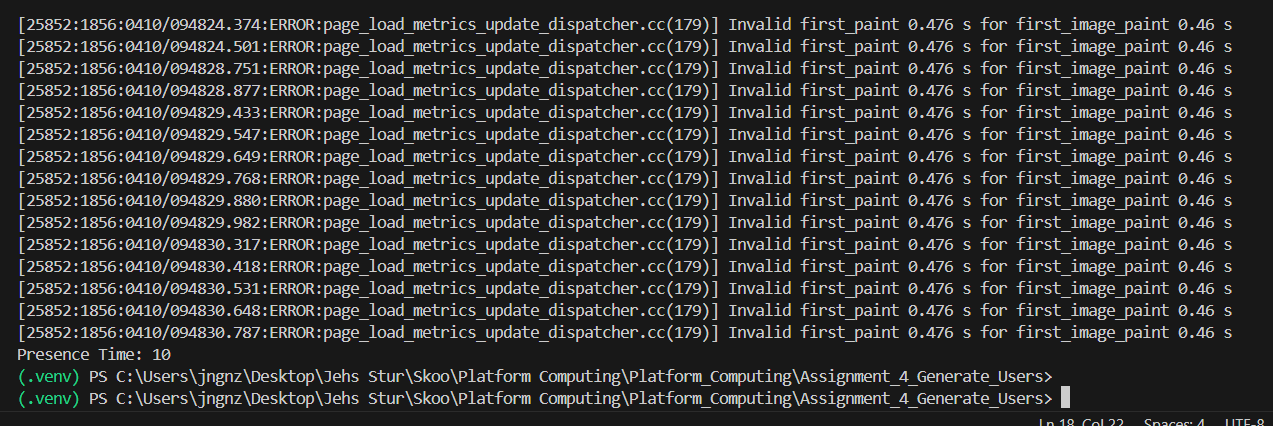 [25852:1856:0410/094824.374:ERROR:page_load_metrics_update_dispatcher.cc(179)] Invalid first_paint 0.476 s for first_image_paint 0.46 s
[25852:1856:0410/094824.501:ERROR:page_load_metrics_update_dispatcher.cc(179)] Invalid first_paint 0.476 s for first_image_paint 0.46 s
[25852:1856:0410/094828.751:ERROR:page_load_metrics_update_dispatcher.cc(179)] Invalid first_paint 0.476 s for first_image_paint 0.46 s
[25852:1856:0410/094828.877:ERROR:page_load_metrics_update_dispatcher.cc(179)] Invalid first_paint 0.476 s for first_image_paint 0.46 s
[25852:1856:0410/094829.433:ERROR:page_load_metrics_update_dispatcher.cc(179)] Invalid first_paint 0.476 s for first_image_paint 0.46 s
[25852:1856:0410/094829.547:ERROR:page_load_metrics_update_dispatcher.cc(179)] Invalid first_paint 0.476 s for first_image_paint 0.46 s
[25852:1856:0410/094829.649:ERROR:page_load_metrics_update_dispatcher.cc(179)] Invalid first_paint 0.476 s for first_image_paint 0.46 s
[25852:1856:0410/094829.768:ERROR:page_load_metrics_update_dispatcher.cc(179)] Invalid first_paint 0.476 s for first_image_paint 0.46 s
[25852:1856:0410/094829.880:ERROR:page_load_metrics_update_dispatcher.cc(179)] Invalid first_paint 0.476 s for first_image_paint 0.46 s
[25852:1856:0410/094829.982:ERROR:page_load_metrics_update_dispatcher.cc(179)] Invalid first_paint 0.476 s for first_image_paint 0.46 s
[25852:1856:0410/094830.317:ERROR:page_load_metrics_update_dispatcher.cc(179)] Invalid first_paint 0.476 s for first_image_paint 0.46 s
[25852:1856:0410/094830.418:ERROR:page_load_metrics_update_dispatcher.cc(179)] Invalid first_paint 0.476 s for first_image_paint 0.46 s
[25852:1856:0410/094830.531:ERROR:page_load_metrics_update_dispatcher.cc(179)] Invalid first_paint 0.476 s for first_image_paint 0.46 s
[25852:1856:0410/094830.648:ERROR:page_load_metrics_update_dispatcher.cc(179)] Invalid first_paint 0.476 s for first_image_paint 0.46 s
[25852:1856:0410/094830.787:ERROR:page_load_metrics_update_dispatcher.cc(179)] Invalid first_paint 0.476 s for first_image_paint 0.46 s
Presence Time: 10
(.venv) PS C:\Users\jngnz\Desktop\Jehs Stur\Skoo\Platform Computing\Platform_Computing\Assignment_4_Generate_Users>
(.venv) PS C:\Users\jngnz\Desktop\Jehs Stur\Skoo\Platform Computing\Platform_Computing\Assignment_4_Generate_Users>
Ln 18, Col 22 Spaces: 4 UTF-8